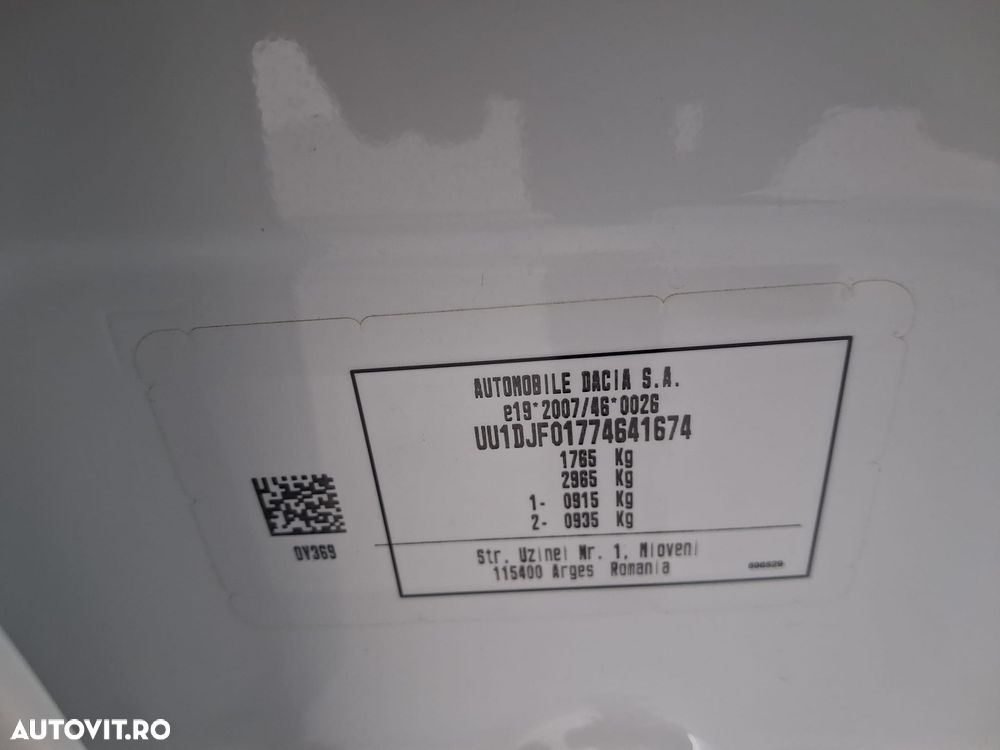 AUTOMOBILE DACIA S.A.
e19*2007/46*0026
UU1DJF01774641674
1765 Kg
2965 Kg
1- 0915 Kg
2- 0935 Kg
DV369
Str. Uzinei Nr. 1, Mioveni
115400 Arges Romania
AUTOVIT.RO